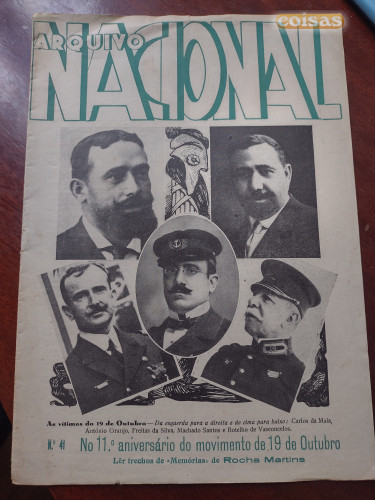 coisas
ARQUIVO
NACIONAL
As vítimas do 19 de Outubro — Da esquerda para a direita e de cima para baixo: Carlos da Maia,
António Granjo, Freitas da Silva, Machado Santos e Botelho de Vasconcelos.
N.º 41 No 11.º aniversário do movimento de 19 de Outubro
Lêr trechos de «Memórias» de Rocha Martins